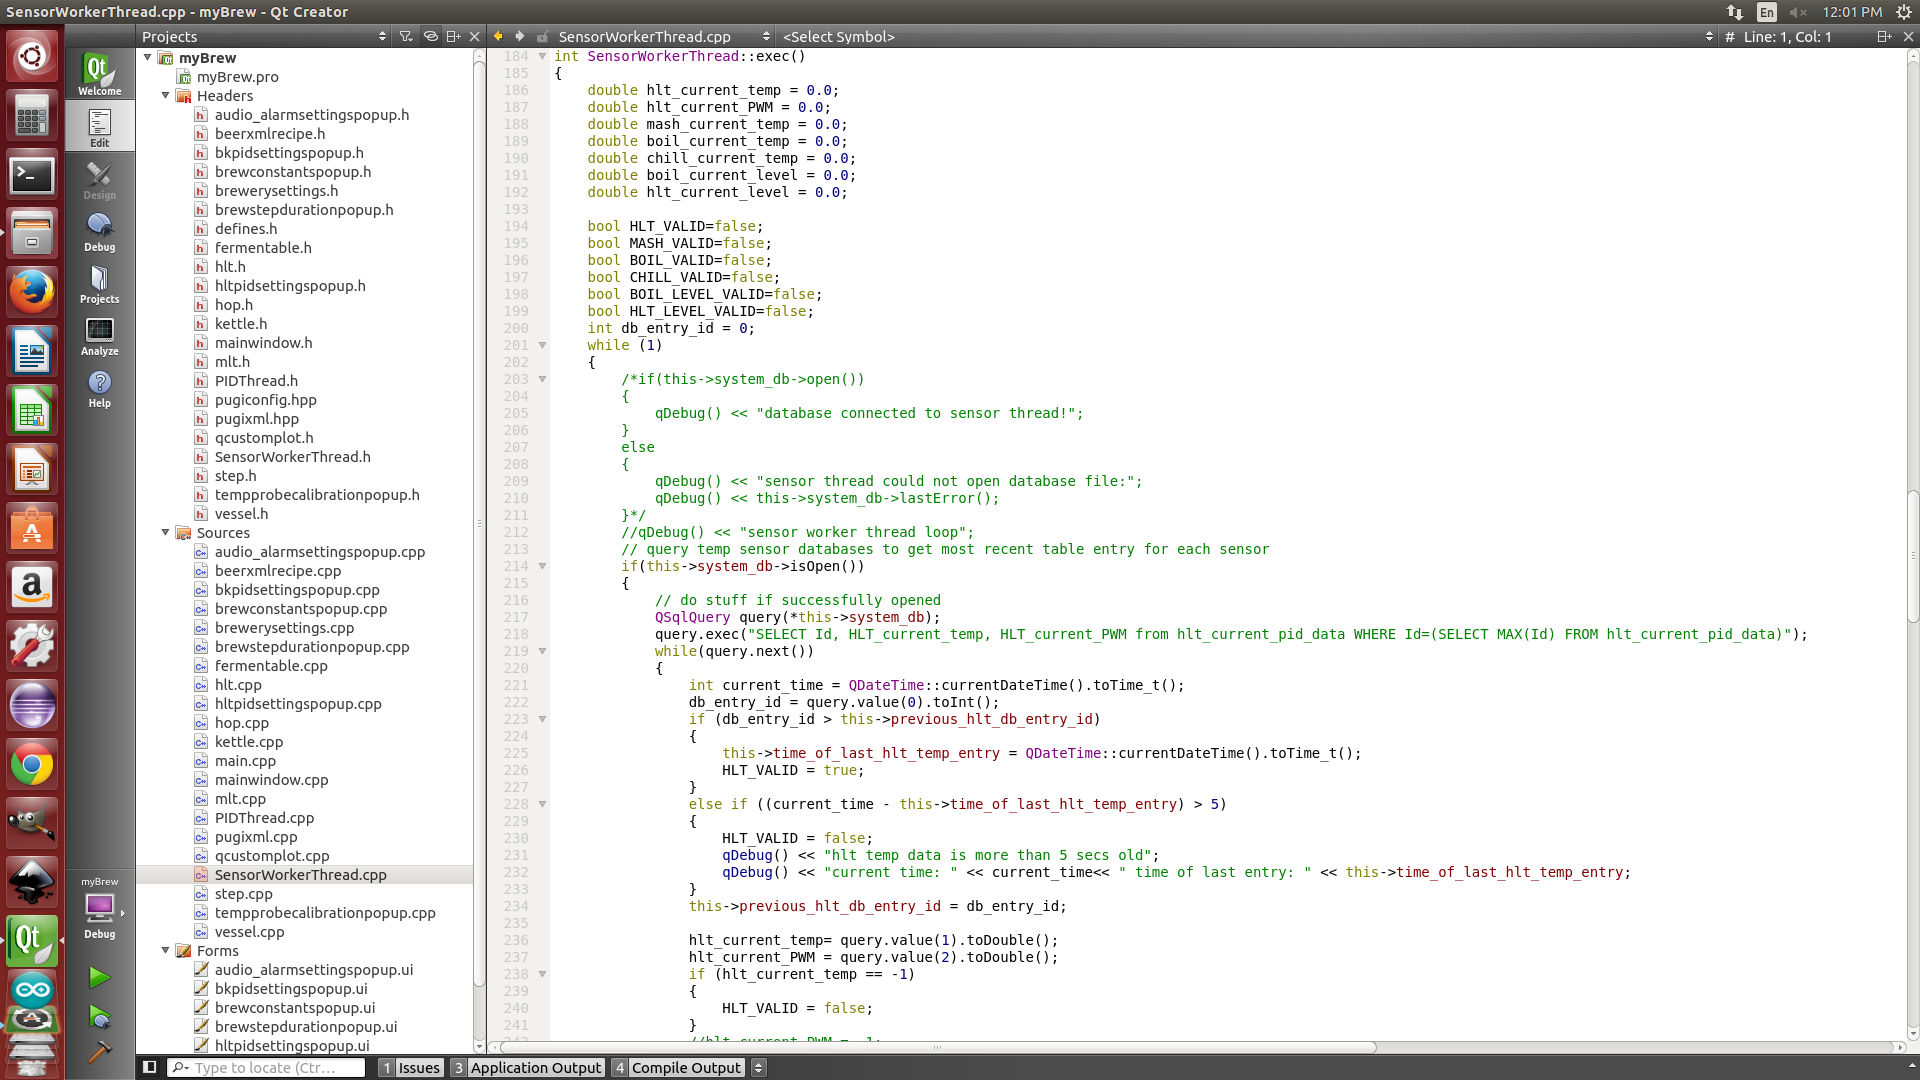 SensorWorkerThread.cpp - myBrew - Qt Creator
En
12:01 PM
Projects
SensorWorkerThread.cpp
<Select Symbol>
# Line: 1, Col: 1
Welcome
Edit
Design
Debug
Projects
Analyze
Help
myBrew
Debug
myBrew
myBrew.pro
Headers
audio_alarmsettingspopup.h
beerxmlrecipe.h
bkpidsettingspopup.h
brewconstantspopup.h
brewerysettings.h
brewstepdurationpopup.h
defines.h
fermentable.h
hlt.h
hltpidsettingspopup.h
hop.h
kettle.h
mainwindow.h
mlt.h
PIDThread.h
pugiconfig.hpp
pugixml.hpp
qcustomplot.h
SensorWorkerThread.h
step.h
tempprobecalibrationpopup.h
vessel.h
Sources
audio_alarmsettingspopup.cpp
beerxmlrecipe.cpp
bkpidsettingspopup.cpp
brewconstantspopup.cpp
brewerysettings.cpp
brewstepdurationpopup.cpp
fermentable.cpp
hlt.cpp
hltpidsettingspopup.cpp
hop.cpp
kettle.cpp
main.cpp
mainwindow.cpp
mlt.cpp
PIDThread.cpp
pugixml.cpp
qcustomplot.cpp
SensorWorkerThread.cpp
step.cpp
tempprobecalibrationpopup.cpp
vessel.cpp
Forms
audio_alarmsettingspopup.ui
bkpidsettingspopup.ui
brewconstantspopup.ui
brewstepdurationpopup.ui
hltpidsettingspopup.ui
184 int SensorWorkerThread::exec()
185 {
186 double hlt_current_temp = 0.0;
187 double hlt_current_PWM = 0.0;
188 double mash_current_temp = 0.0;
189 double boil_current_temp = 0.0;
190 double chill_current_temp = 0.0;
191 double boil_current_level = 0.0;
192 double hlt_current_level = 0.0;
193
194 bool HLT_VALID=false;
195 bool MASH_VALID=false;
196 bool BOIL_VALID=false;
197 bool CHILL_VALID=false;
198 bool BOIL_LEVEL_VALID=false;
199 bool HLT_LEVEL_VALID=false;
200 int db_entry_id = 0;
201 while (1)
202 {
203 /*if(this->system_db->open())
204 {
205 qDebug() << "database connected to sensor thread!";
206 }
207 else
208 {
209 qDebug() << "sensor thread could not open database file:";
210 qDebug() << this->system_db->lastError();
211 }*/
212 //qDebug() << "sensor worker thread loop";
213 // query temp sensor databases to get most recent table entry for each sensor
214 if(this->system_db->isOpen())
215 {
216 // do stuff if successfully opened
217 QSqlQuery query(*this->system_db);
218 query.exec("SELECT Id, HLT_current_temp, HLT_current_PWM from hlt_current_pid_data WHERE Id=(SELECT MAX(Id) FROM hlt_current_pid_data)");
219 while(query.next())
220 {
221 int current_time = QDateTime::currentDateTime().toTime_t();
222 db_entry_id = query.value(0).toInt();
223 if (db_entry_id > this->previous_hlt_db_entry_id)
224 {
225 this->time_of_last_hlt_temp_entry = QDateTime::currentDateTime().toTime_t();
226 HLT_VALID = true;
227 }
228 else if ((current_time - this->time_of_last_hlt_temp_entry) > 5)
229 {
230 HLT_VALID = false;
231 qDebug() << "hlt temp data is more than 5 secs old";
232 qDebug() << "current time: " << current_time<< " time of last entry: " << this->time_of_last_hlt_temp_entry;
233 }
234 this->previous_hlt_db_entry_id = db_entry_id;
235
236 hlt_current_temp= query.value(1).toDouble();
237 hlt_current_PWM = query.value(2).toDouble();
238 if (hlt_current_temp == -1)
239 {
240 HLT_VALID = false;
241 }
Type to locate (Ctr...
1 Issues
3 Application Output
4 Compile Output